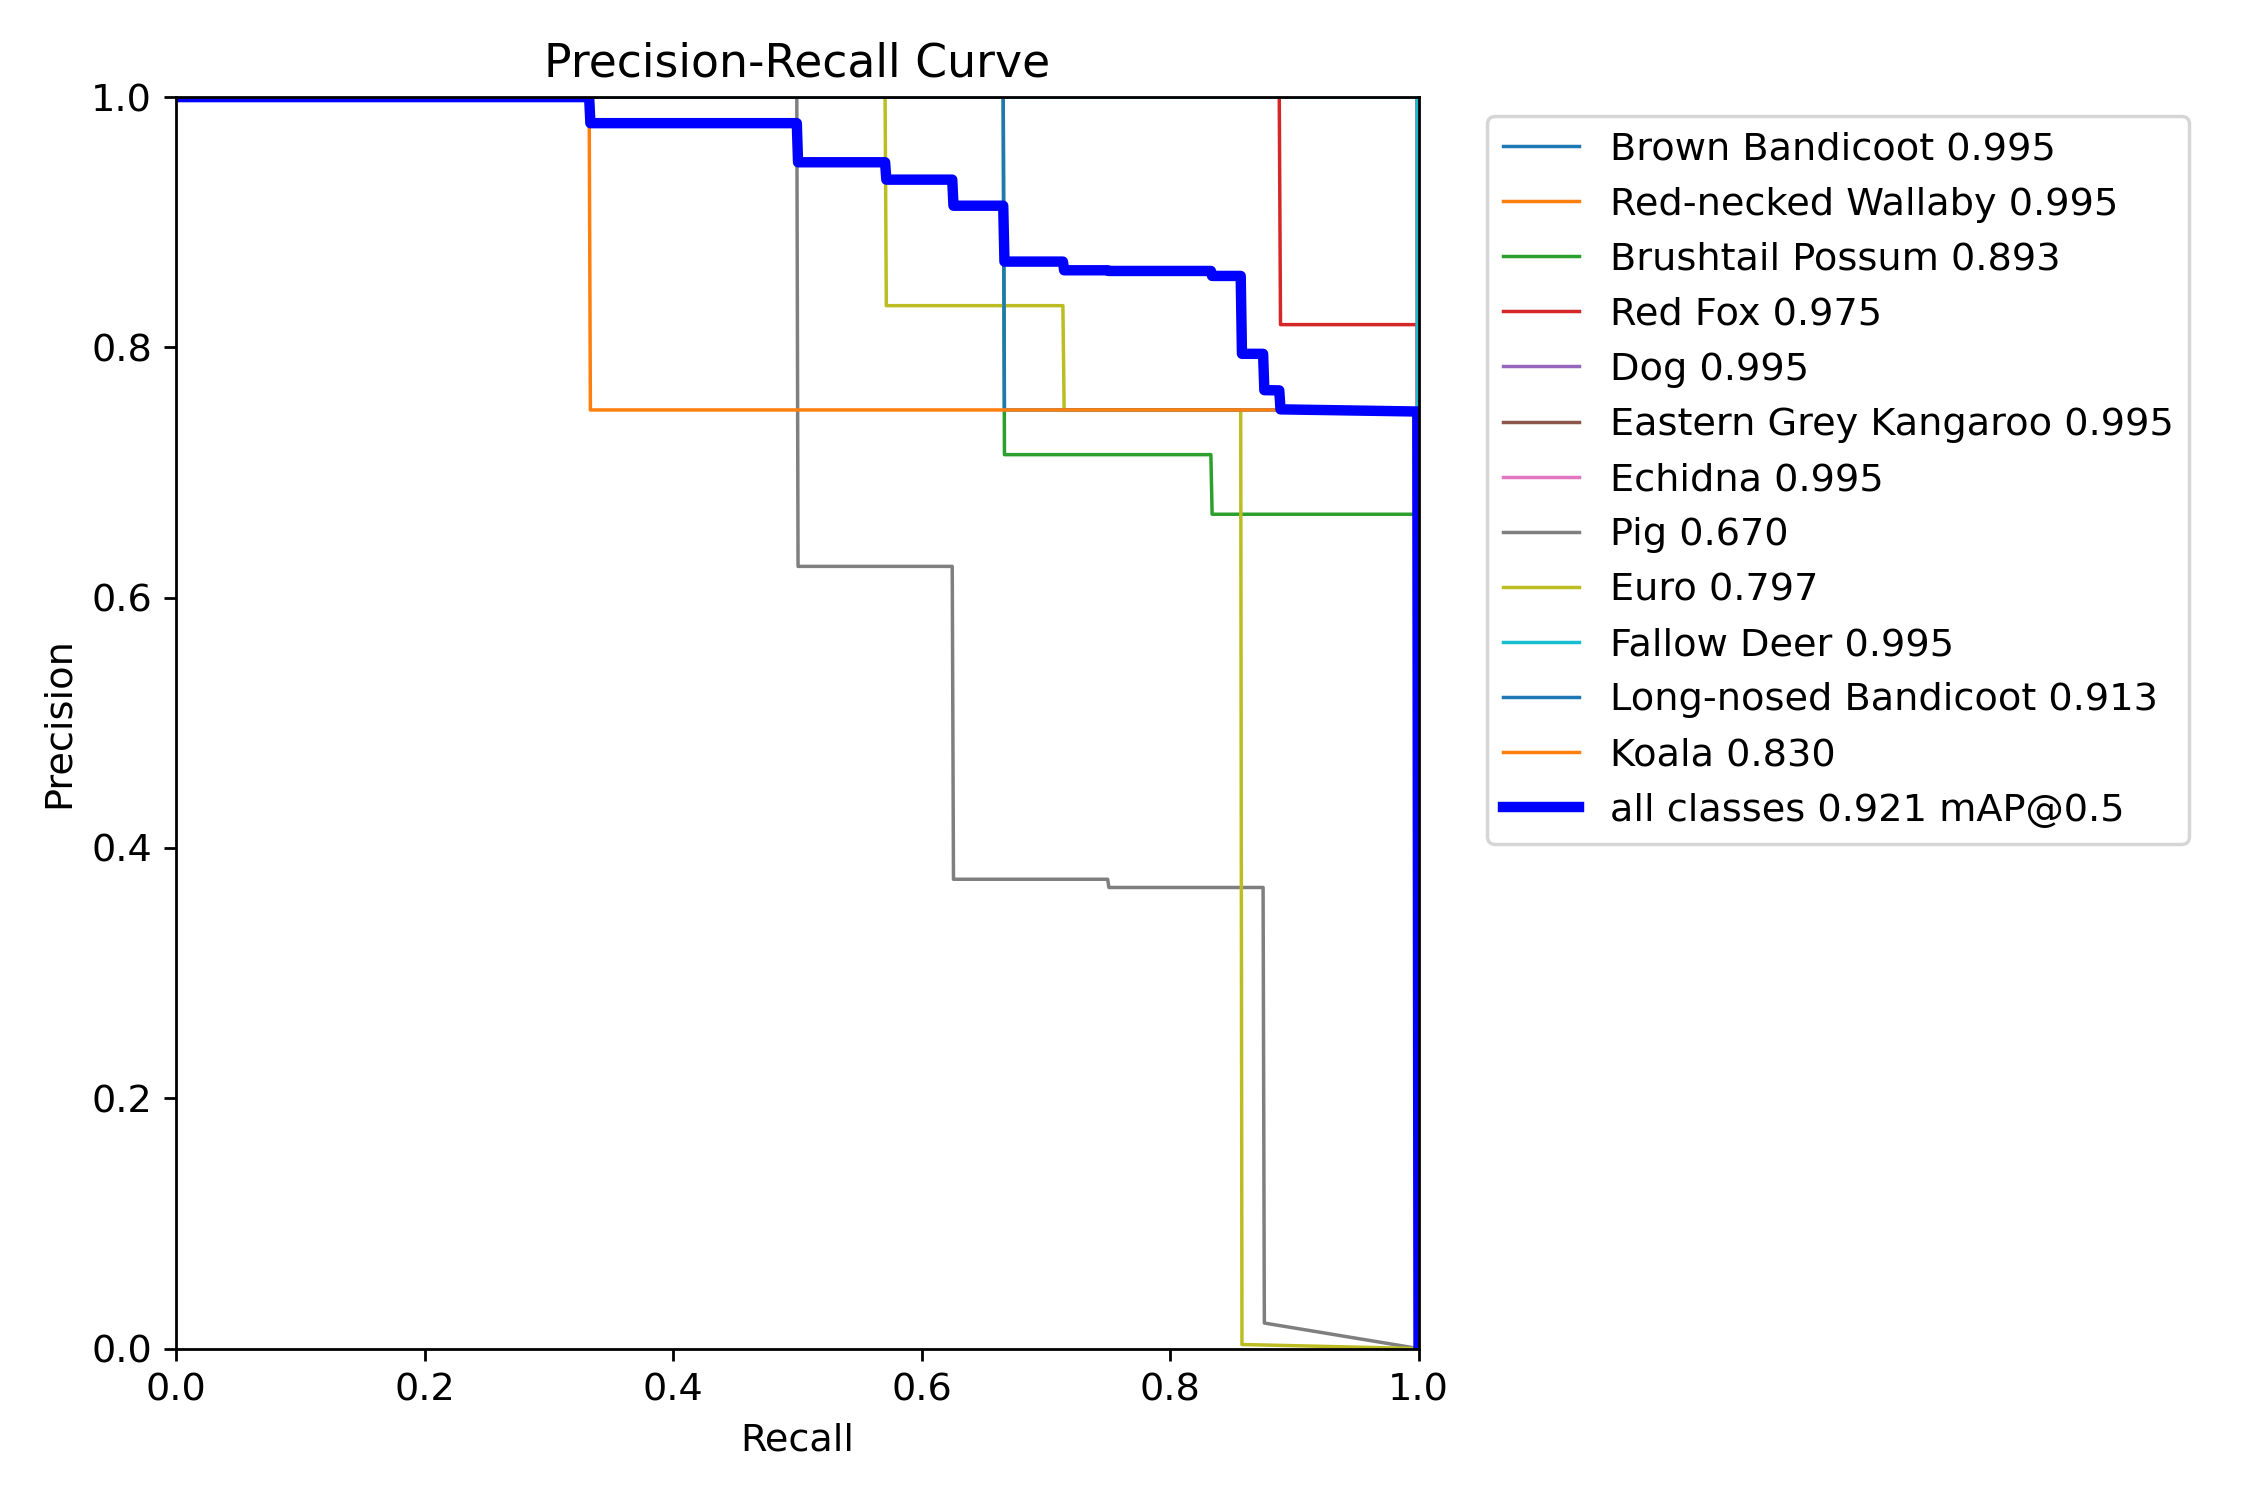 Precision-Recall Curve
1.0
0.8
0.6
0.4
0.2
0.0
Precision
0.0 0.2 0.4 0.6 0.8 1.0
Recall
Brown Bandicoot 0.995
Red-necked Wallaby 0.995
Brushtail Possum 0.893
Red Fox 0.975
Dog 0.995
Eastern Grey Kangaroo 0.995
Echidna 0.995
Pig 0.670
Euro 0.797
Fallow Deer 0.995
Long-nosed Bandicoot 0.913
Koala 0.830
all classes 0.921 mAP@0.5